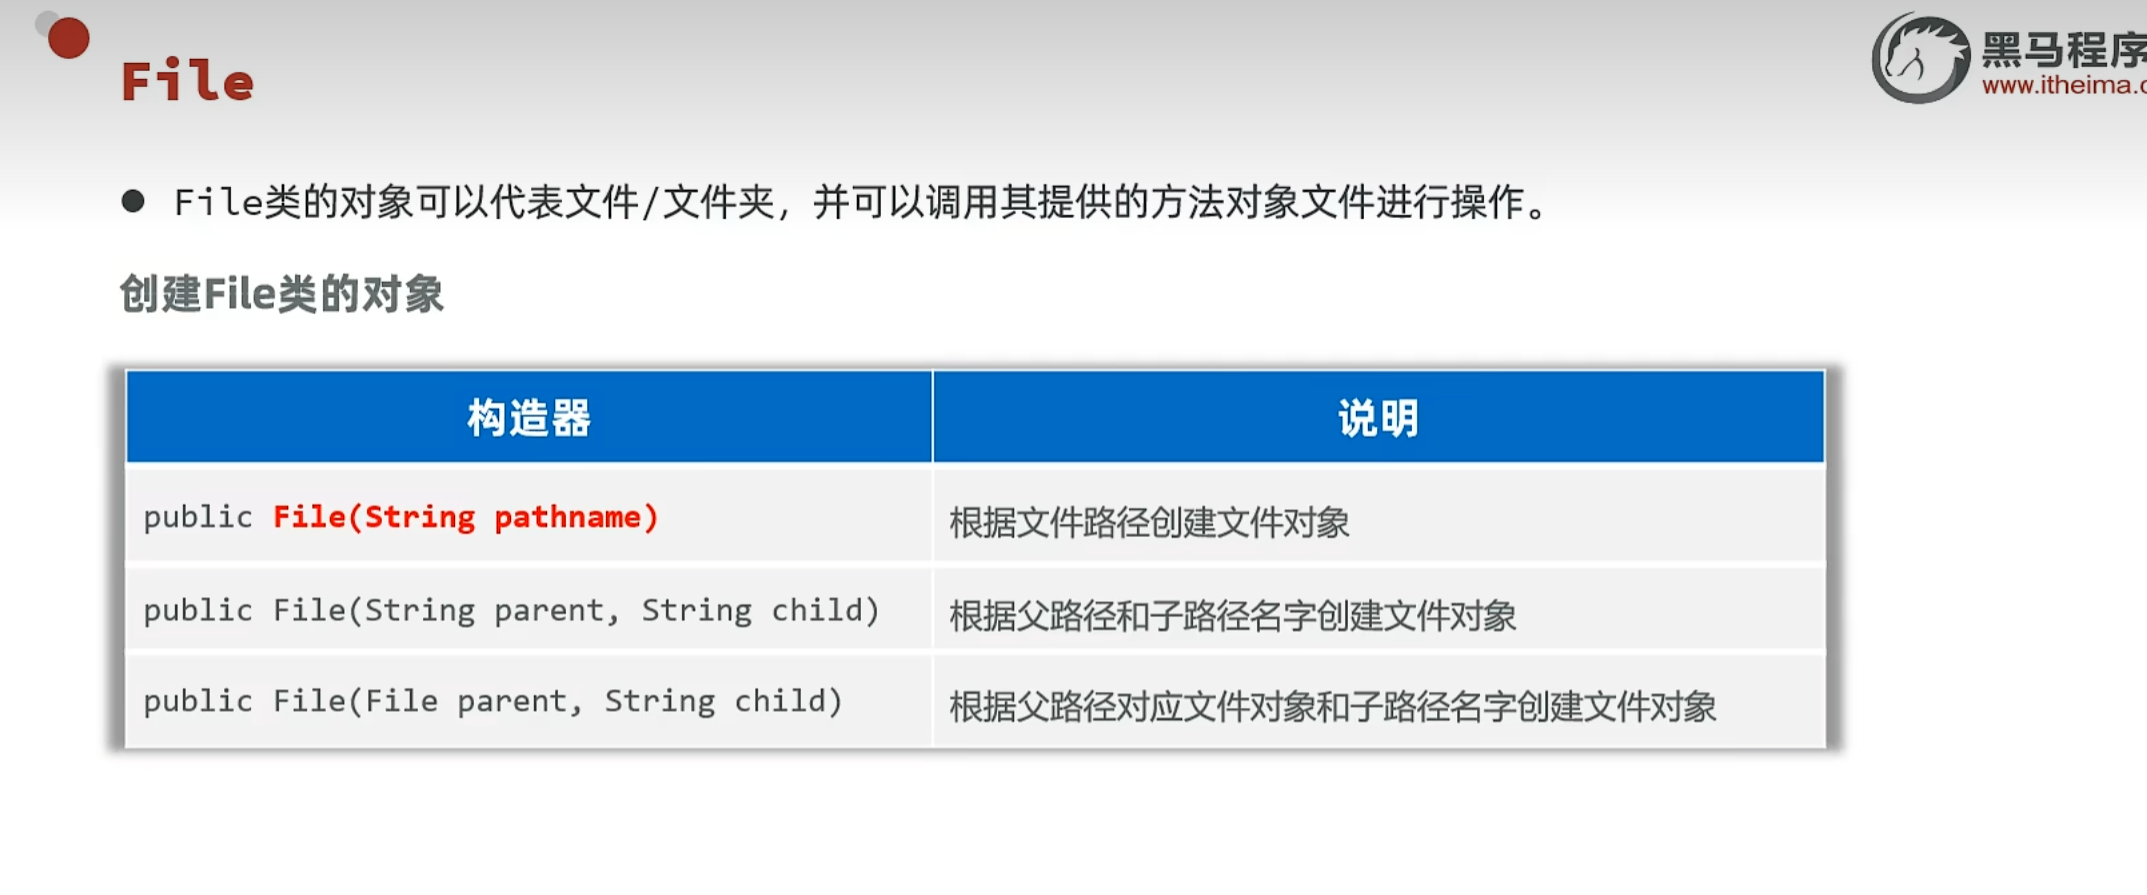 黑马程序
www.itheima.c
File
● File类的对象可以代表文件/文件夹，并可以调用其提供的方法对象文件进行操作。
创建File类的对象
构造器 说明
public File(String pathname) 根据文件路径创建文件对象
public File(String parent, String child) 根据父路径和子路径名字创建文件对象
public File(File parent, String child) 根据父路径对应文件对象和子路径名字创建文件对象